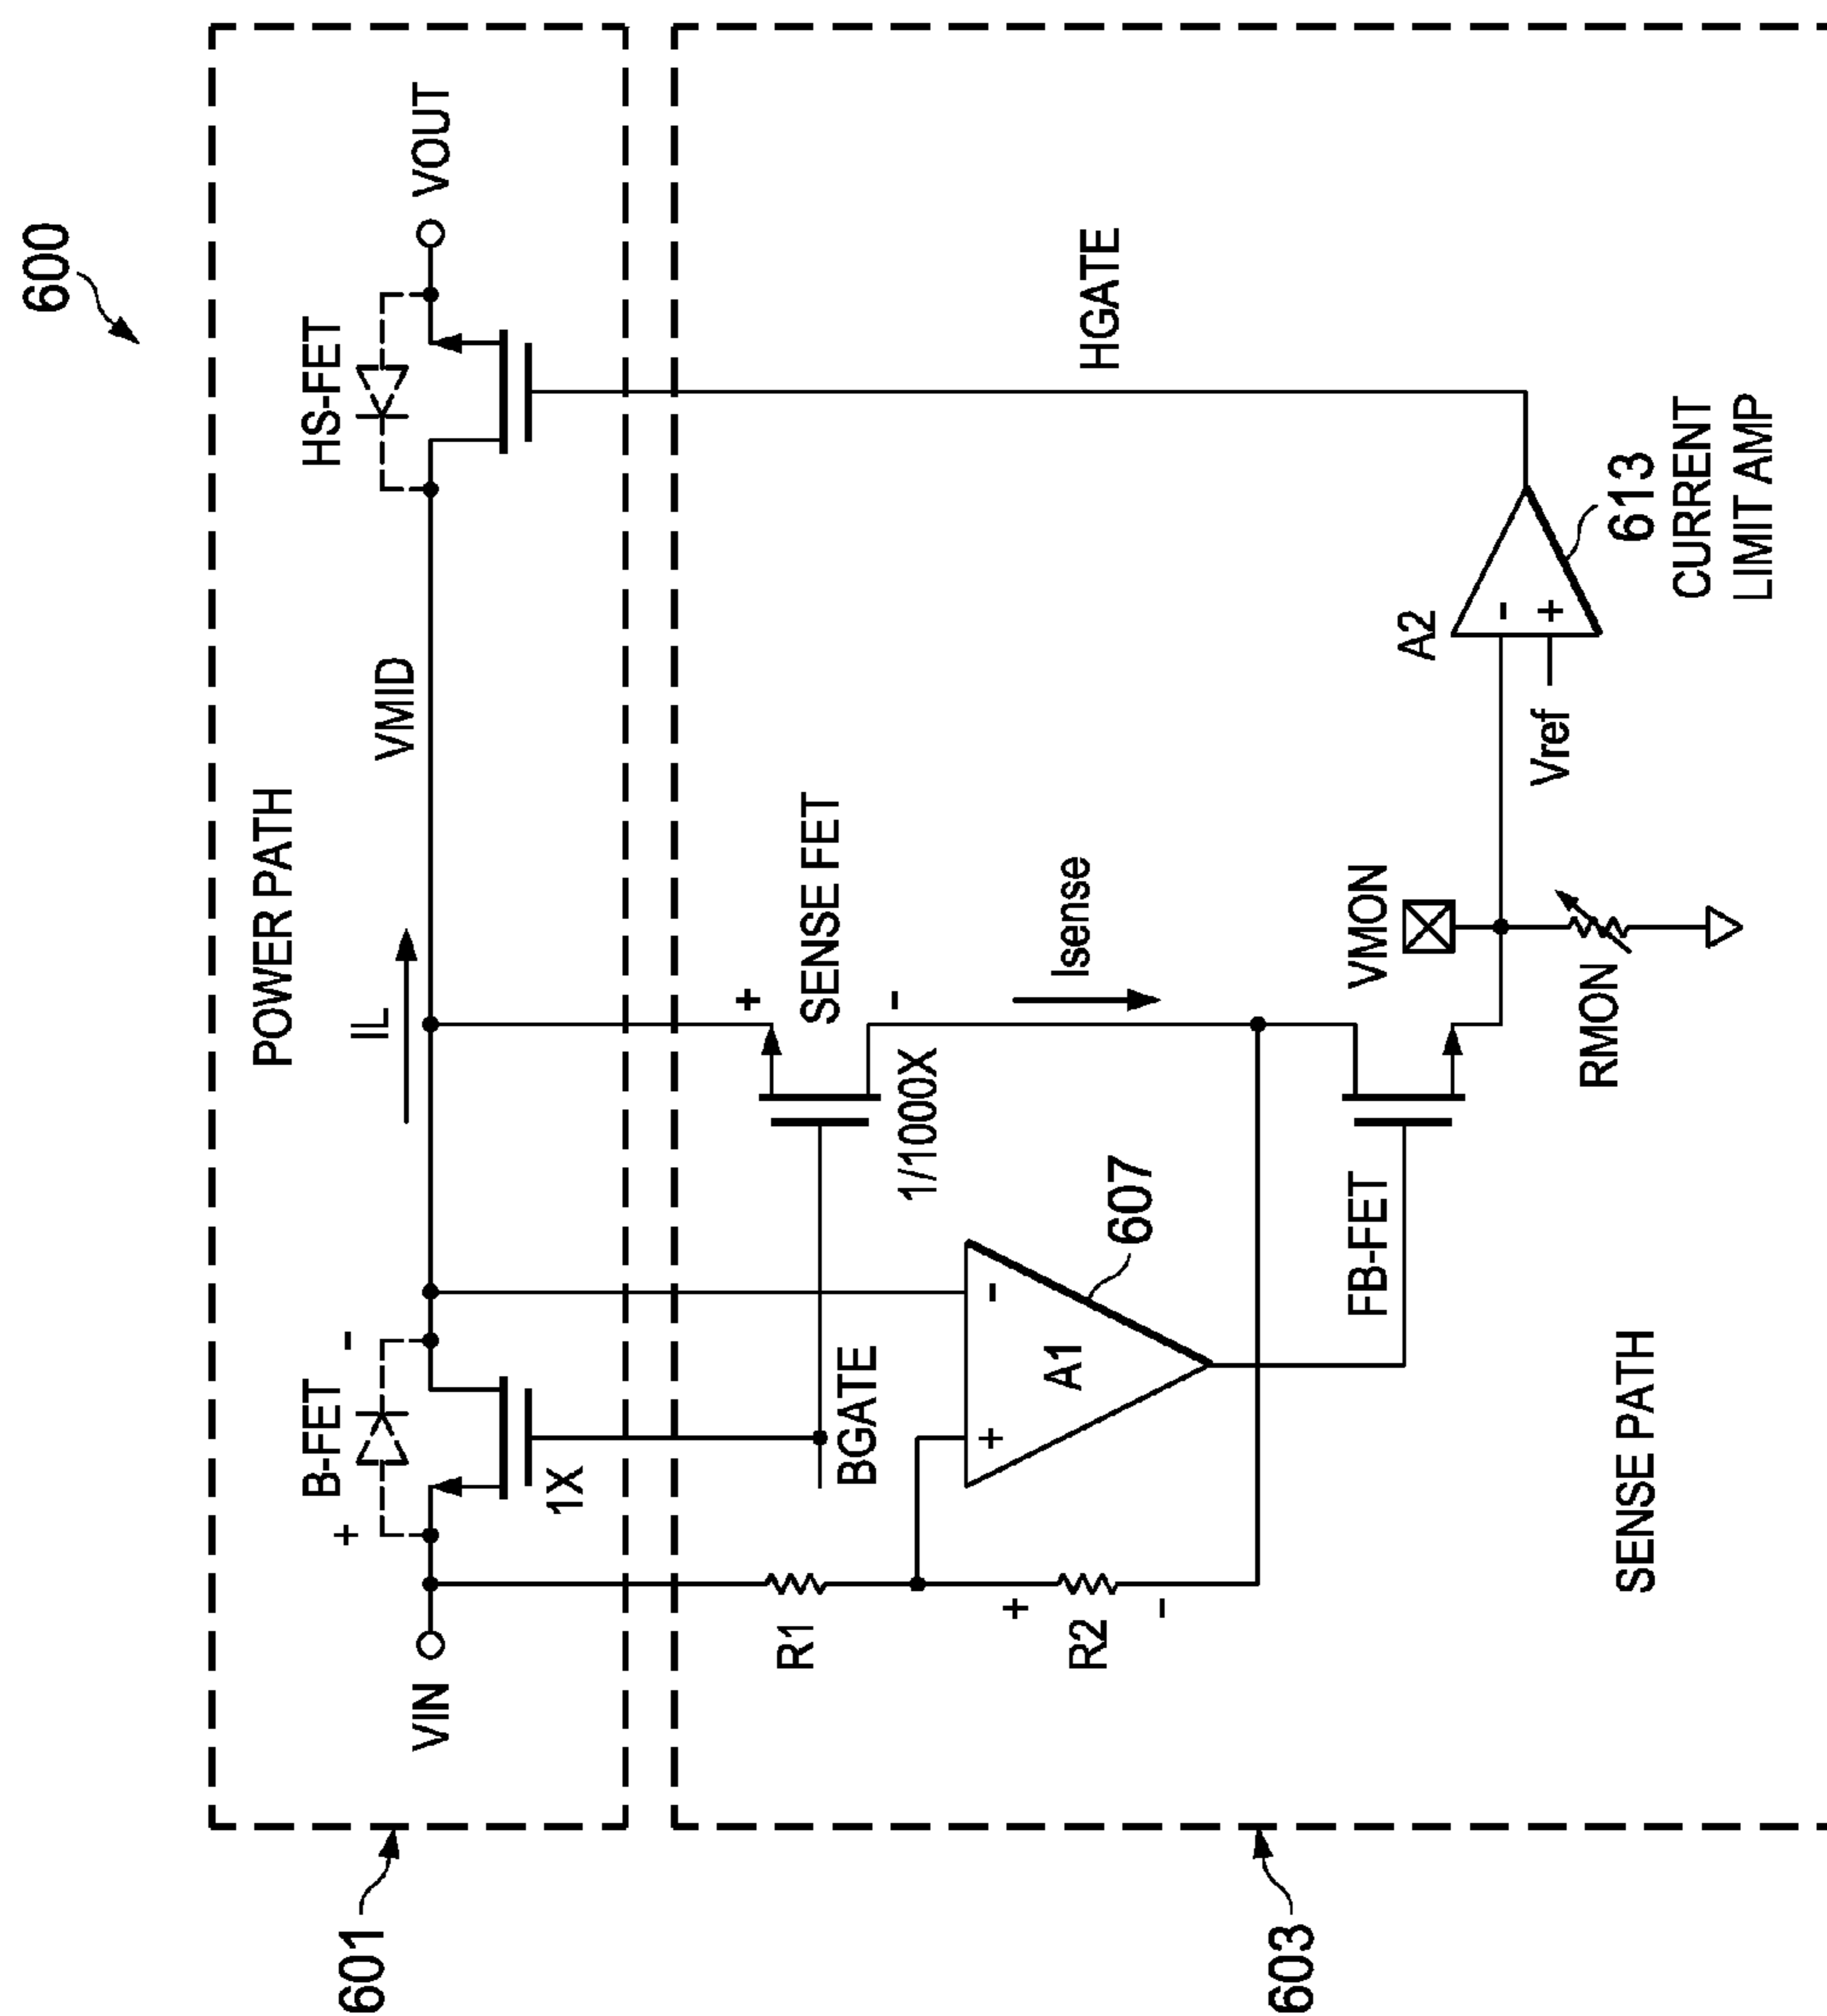 600
601
POWER PATH
VIN
+
B-FET
-
1X
IL
VMID
HS-FET
VOUT
603
R1
+
R2
-
BGATE
+
-
A1
607
+
SENSE FET
-
1/1000X
Isense
HGATE
FB-FET
VMON
RMON
A2
-
+
Vref
613
CURRENT
LIMIT AMP
SENSE PATH